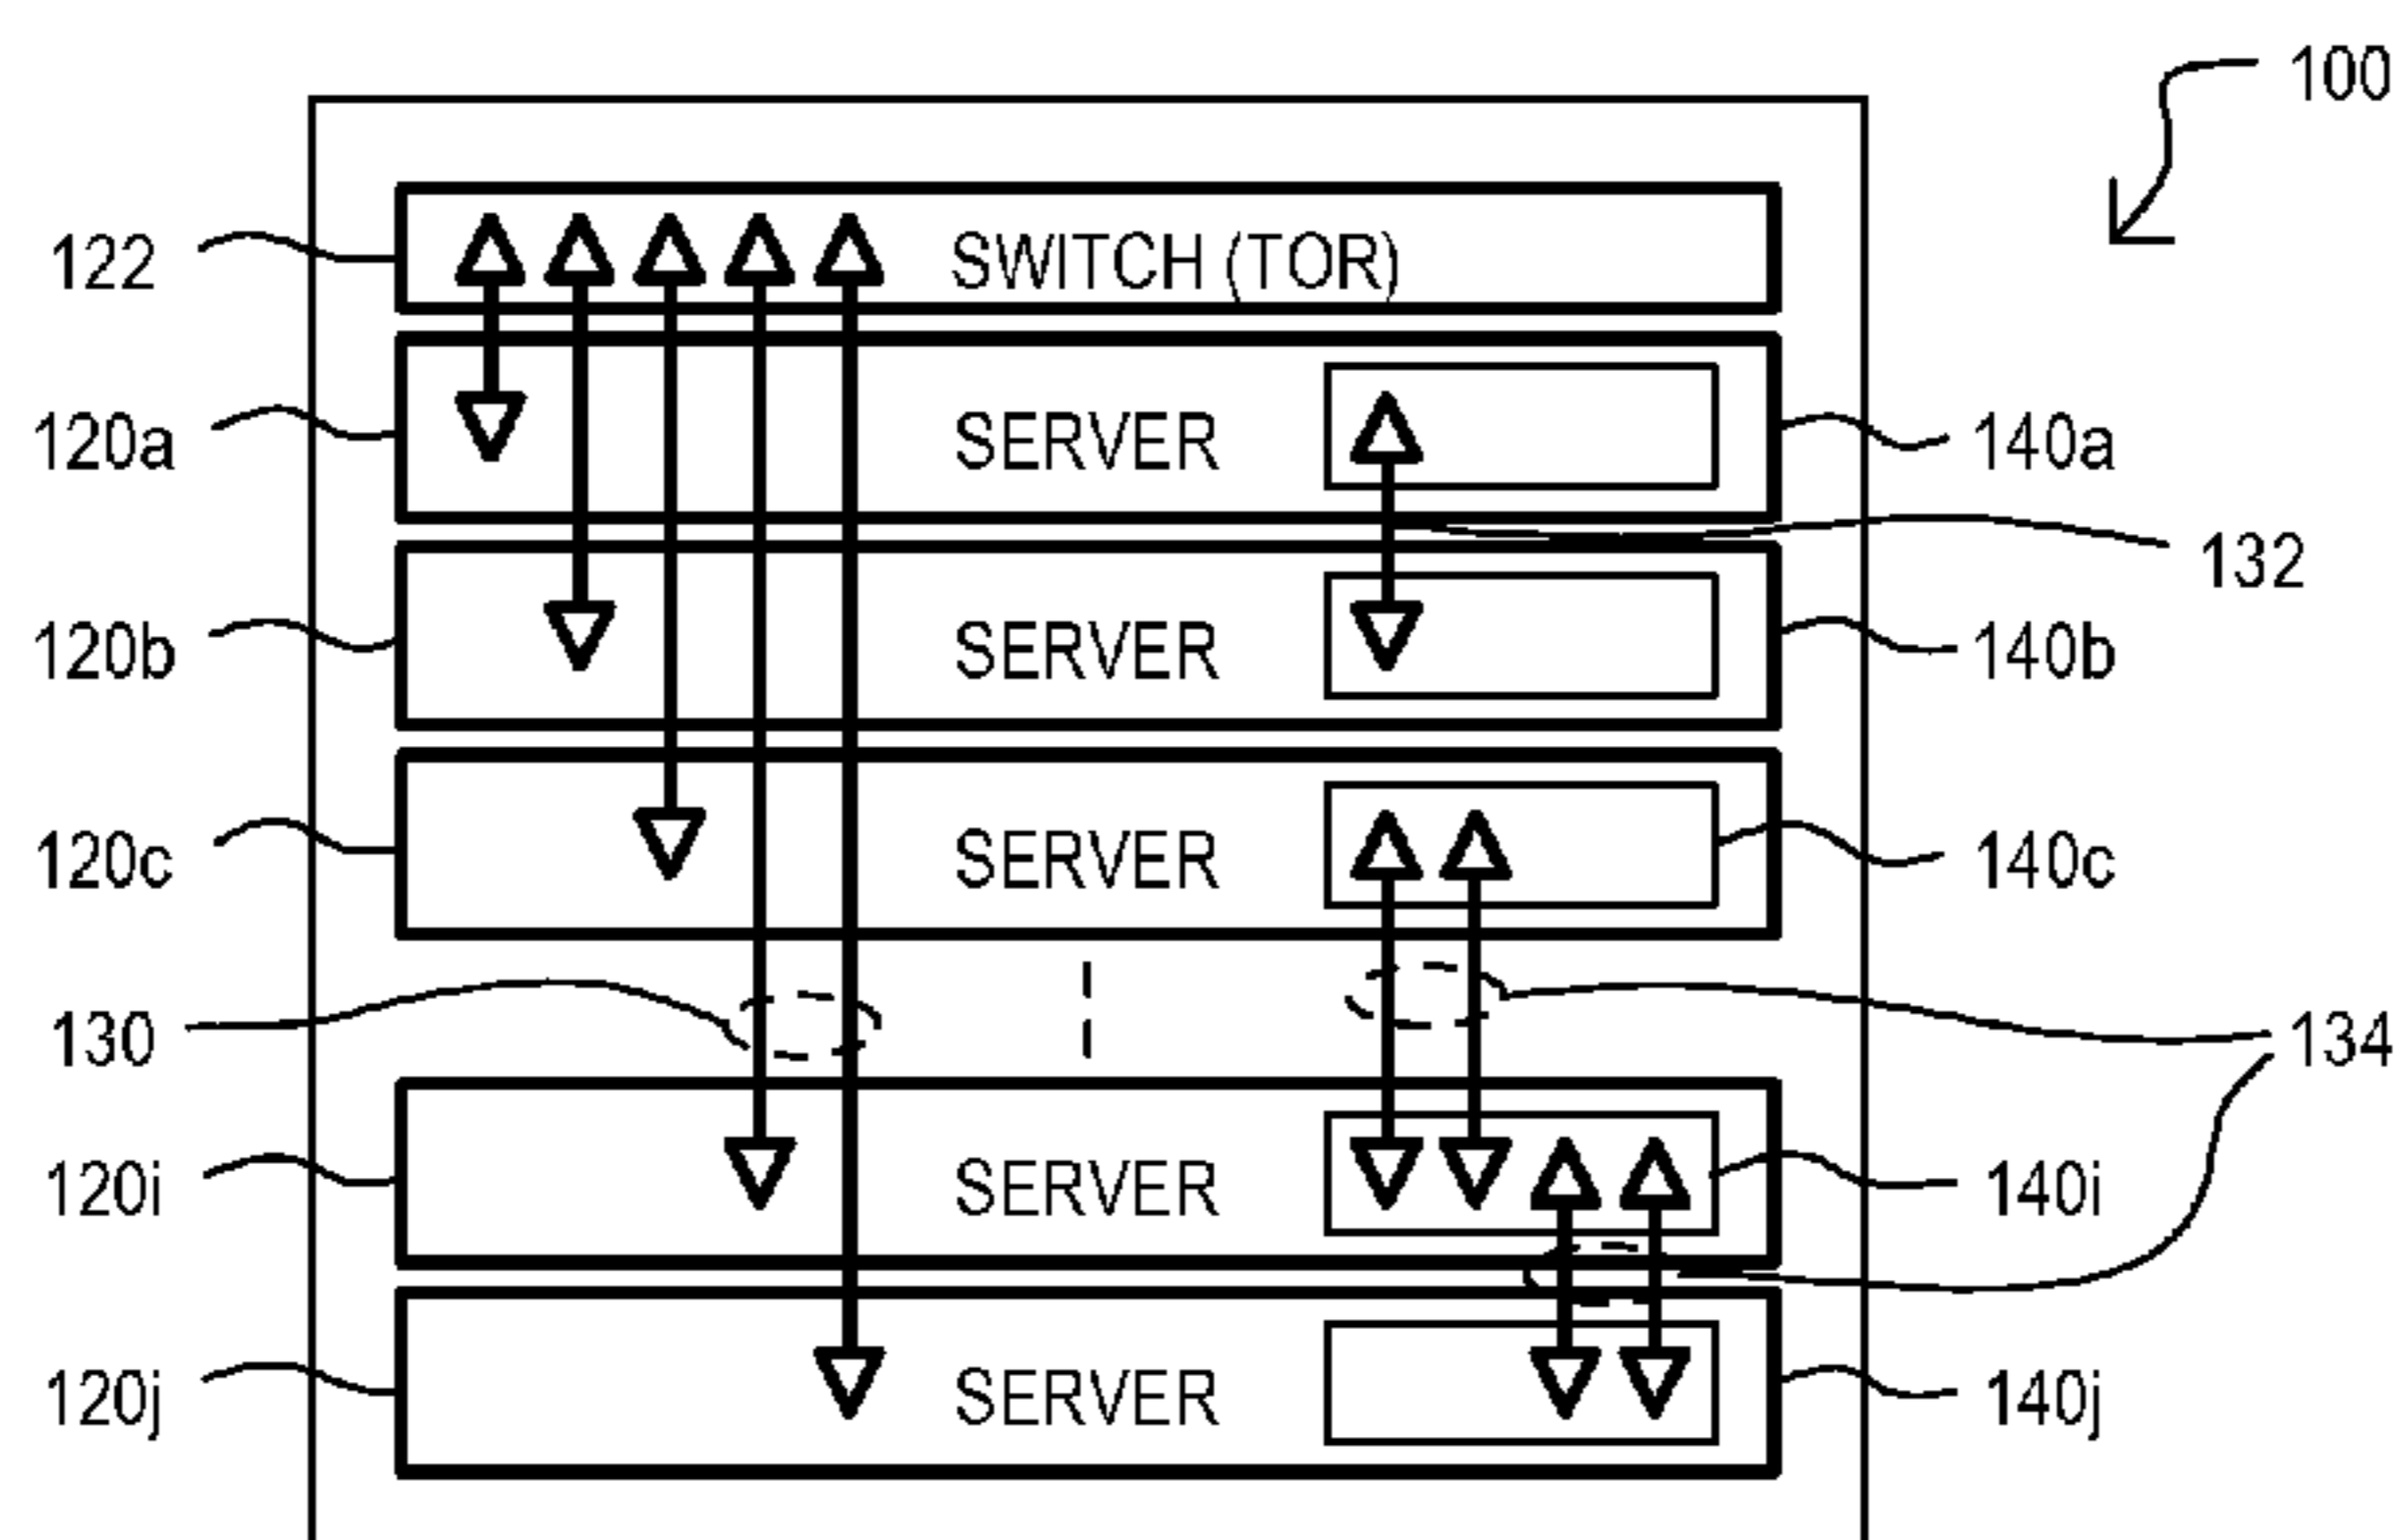 100
122 SWITCH (TOR)
120a SERVER 140a
132
120b SERVER 140b
120c SERVER 140c
130 134
120i SERVER 140i
120j SERVER 140j